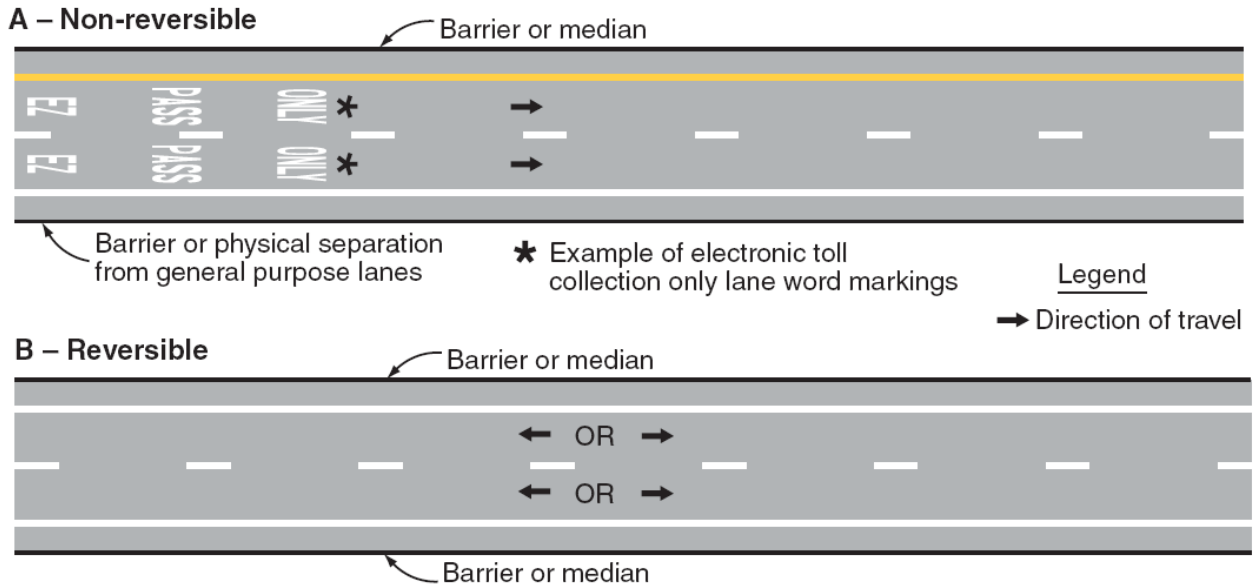 A – Non-reversible
Barrier or median
EZ PASS ONLY *
EZ PASS ONLY *
Barrier or physical separation
from general purpose lanes
* Example of electronic toll
collection only lane word markings
Legend
Direction of travel
B – Reversible
Barrier or median
OR
OR
Barrier or median